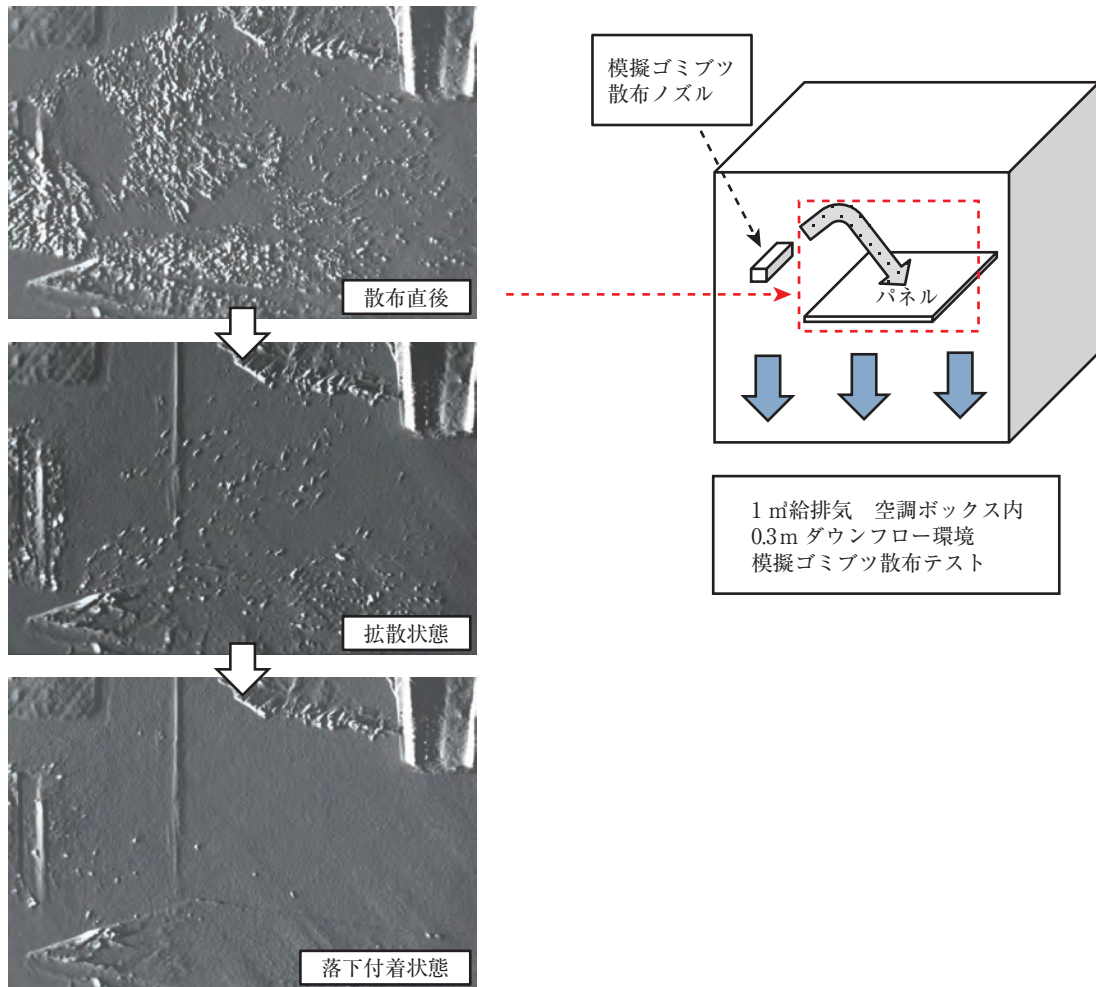 散布直後
拡散状態
落下付着状態
模擬ゴミブツ
散布ノズル
パネル
1㎥給排気　空調ボックス内
0.3m ダウンフロー環境
模擬ゴミブツ散布テスト